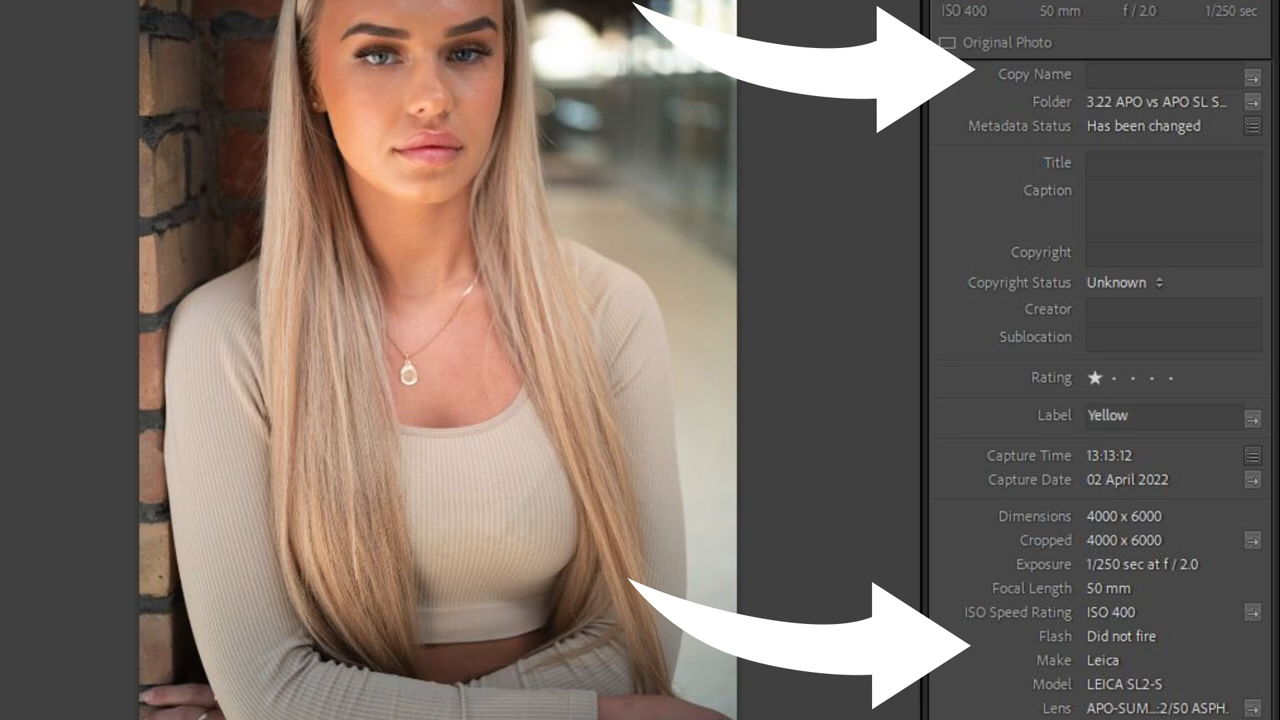 ISO 400 50 mm f / 2.0 1/250 sec
Original Photo
Copy Name
Folder 3.22 APO vs APO SL S...
Metadata Status Has been changed
Title
Caption
Copyright
Copyright Status Unknown
Creator
Sublocation
Rating
Label Yellow
Capture Time 13:13:12
Capture Date 02 April 2022
Dimensions 4000 x 6000
Cropped 4000 x 6000
Exposure 1/250 sec at f / 2.0
Focal Length 50 mm
ISO Speed Rating ISO 400
Flash Did not fire
Make Leica
Model LEICA SL2-S
Lens APO-SUM...:2/50 ASPH.